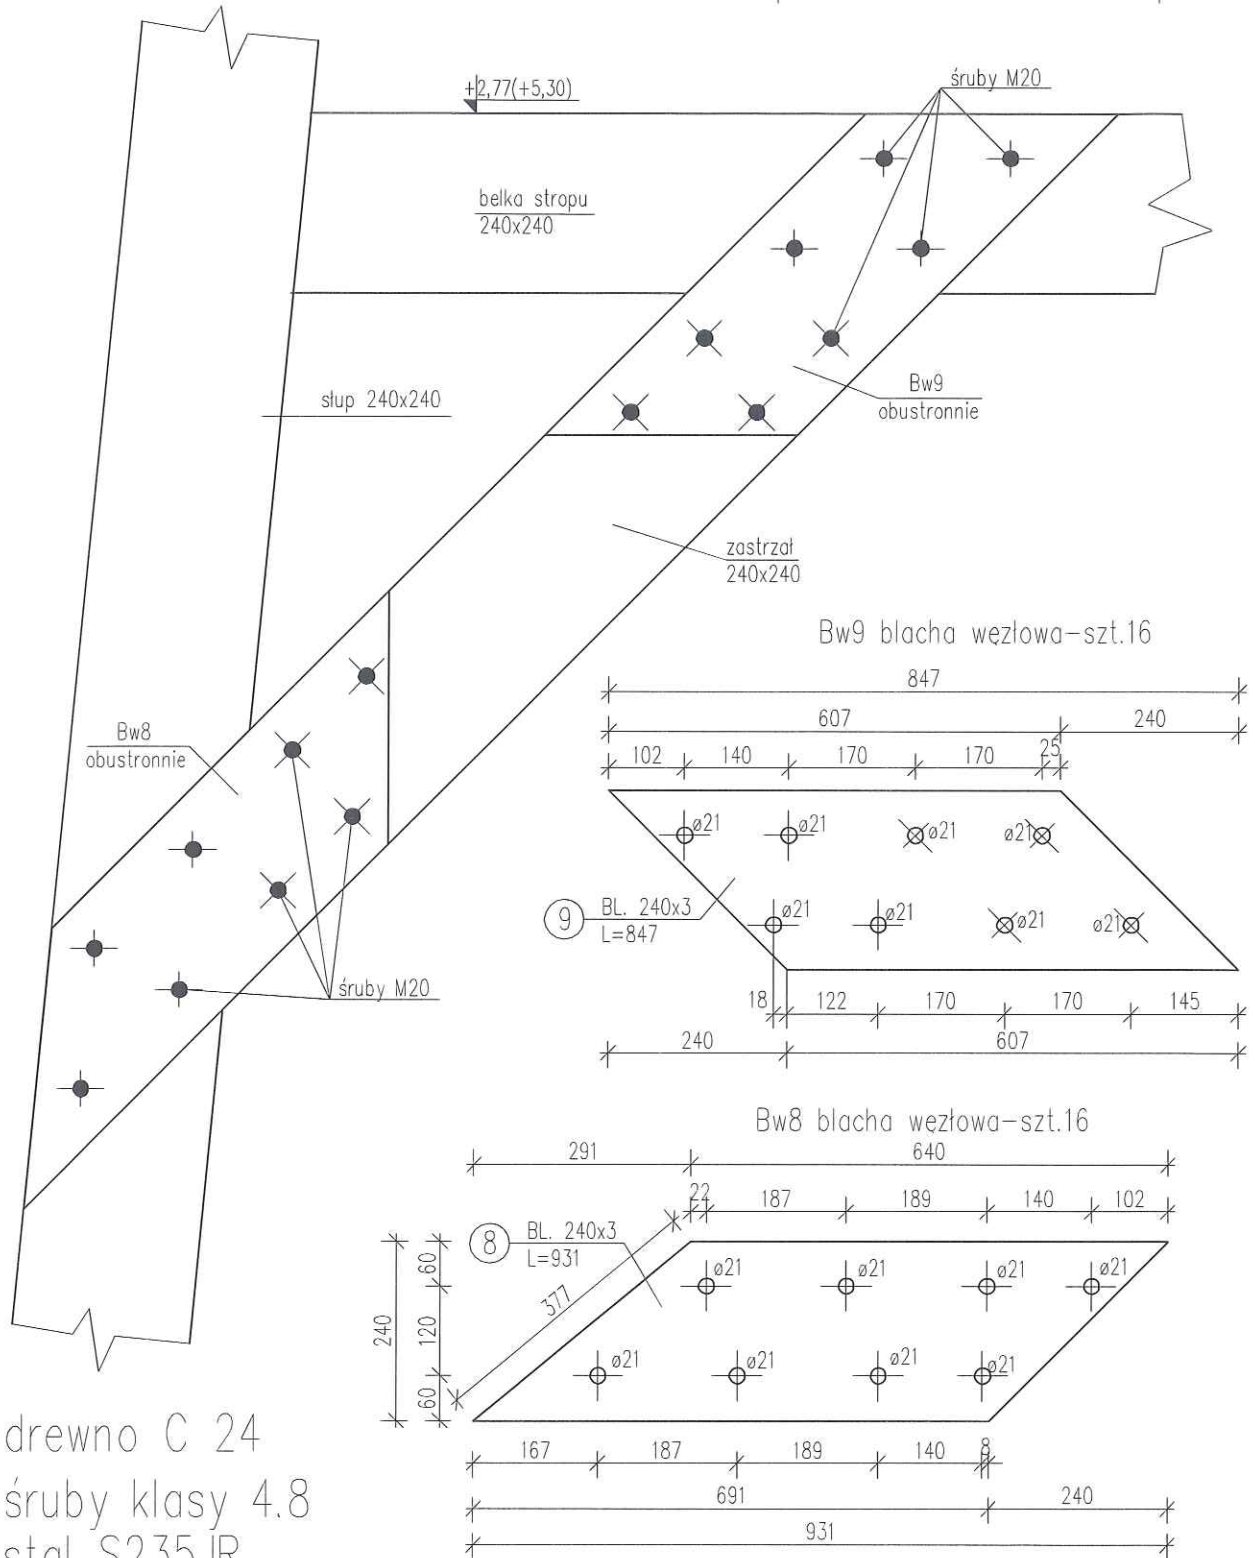 śruby M20
+2,77(+5,30)
belka stropu
240x240
słup 240x240
Bw9
obustronnie
zastrzał
240x240
Bw9 blacha węzłowa-szt.16
847
607 240
102 140 170 170 25
ø21 ø21 ø21 ø21
Bw8
obustronnie
9 BL. 240x3
L=847
ø21 ø21 ø21 ø21
śruby M20
18 122 170 170 145
240 607
Bw8 blacha węzłowa-szt.16
291 640
22 187 189 140 102
8 BL. 240x3
L=931
377
240
60
120
60
ø21 ø21 ø21 ø21
ø21 ø21 ø21 ø21
167 187 189 140 8
691 240
931
drewno C 24
śruby klasy 4.8
stal S235JR